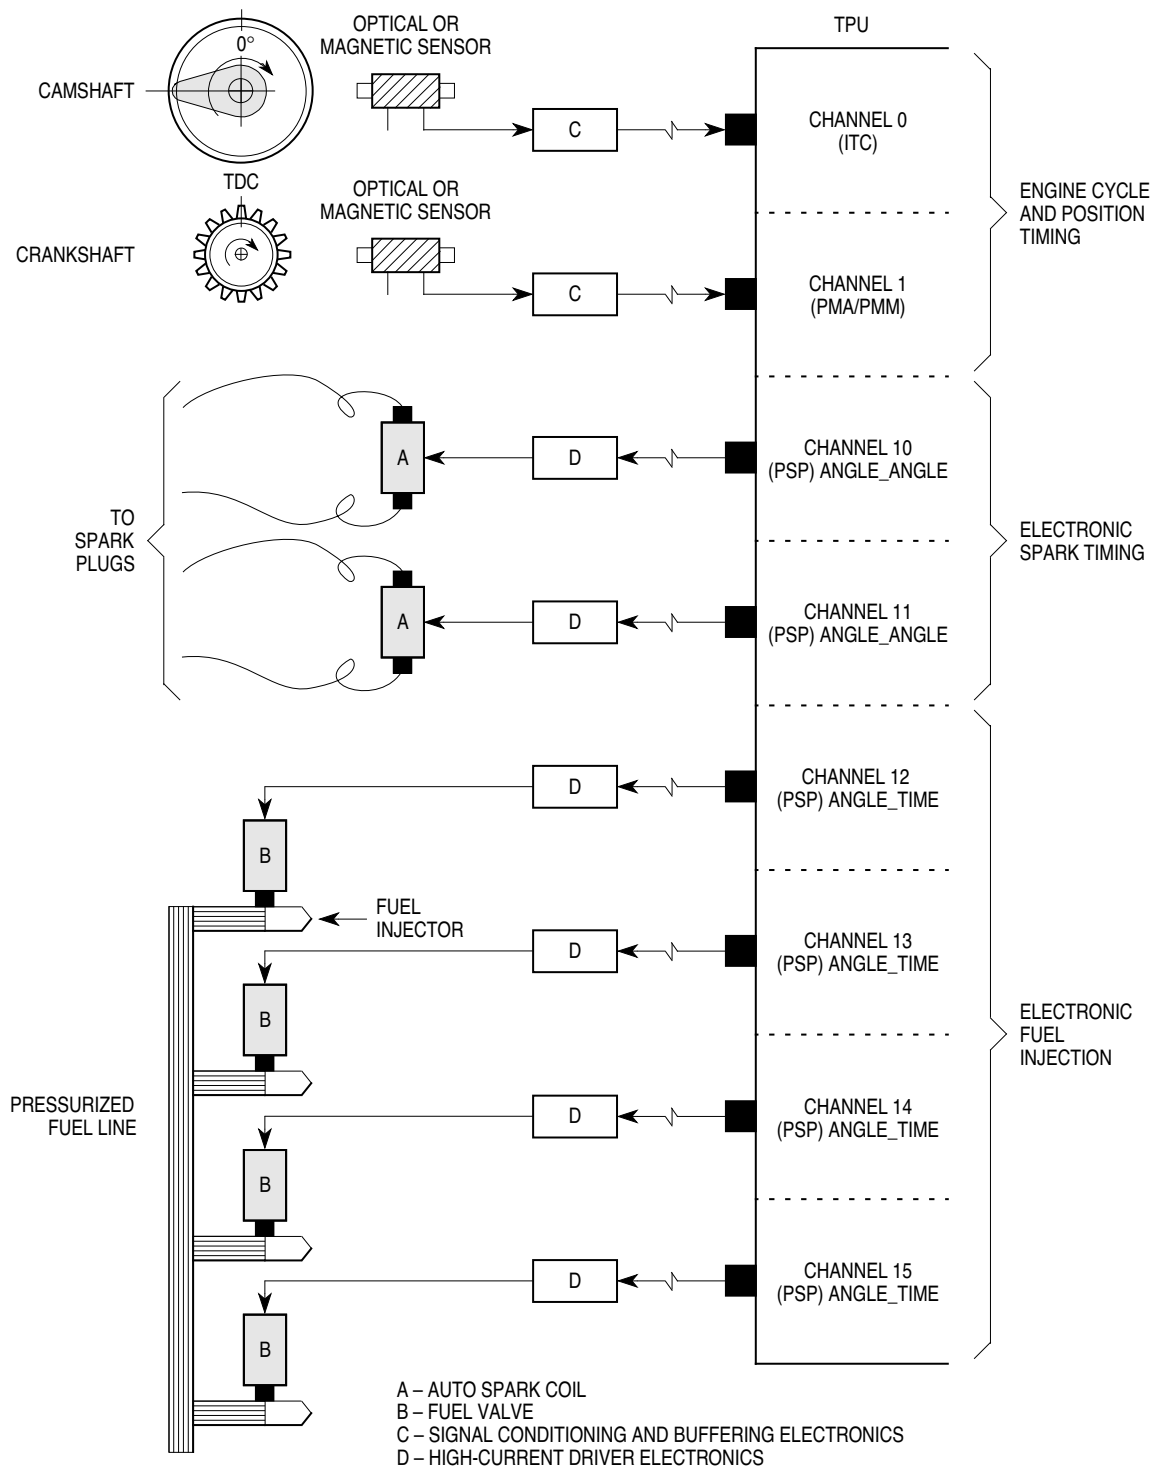 TPU
0°
OPTICAL OR
MAGNETIC SENSOR
CAMSHAFT
C
CHANNEL 0
(ITC)
TDC
OPTICAL OR
MAGNETIC SENSOR
CRANKSHAFT
C
CHANNEL 1
(PMA/PMM)
ENGINE CYCLE
AND POSITION
TIMING
A
D
CHANNEL 10
(PSP) ANGLE_ANGLE
TO
SPARK
PLUGS
ELECTRONIC
SPARK TIMING
A
D
CHANNEL 11
(PSP) ANGLE_ANGLE
D
CHANNEL 12
(PSP) ANGLE_TIME
B
FUEL
INJECTOR
D
CHANNEL 13
(PSP) ANGLE_TIME
B
ELECTRONIC
FUEL
INJECTION
PRESSURIZED
FUEL LINE
D
CHANNEL 14
(PSP) ANGLE_TIME
B
D
CHANNEL 15
(PSP) ANGLE_TIME
B
A – AUTO SPARK COIL
B – FUEL VALVE
C – SIGNAL CONDITIONING AND BUFFERING ELECTRONICS
D – HIGH-CURRENT DRIVER ELECTRONICS